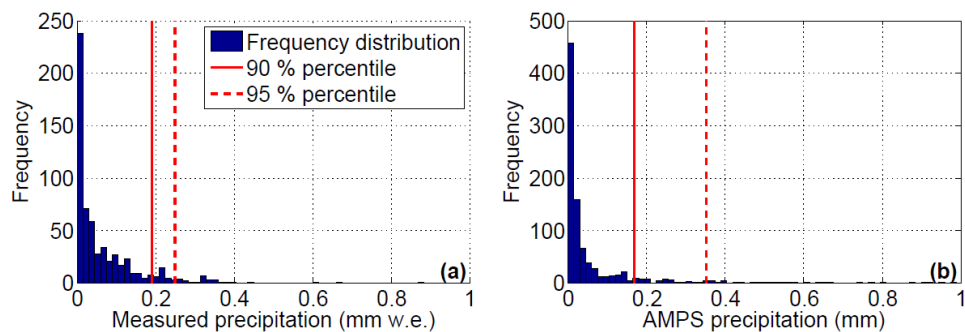 250
200
150
100
50
0
Frequency
Frequency distribution
90 % percentile
95 % percentile
(a)
0 0.2 0.4 0.6 0.8 1
Measured precipitation (mm w.e.)
500
400
300
200
100
0
Frequency
(b)
0 0.2 0.4 0.6 0.8 1
AMPS precipitation (mm)